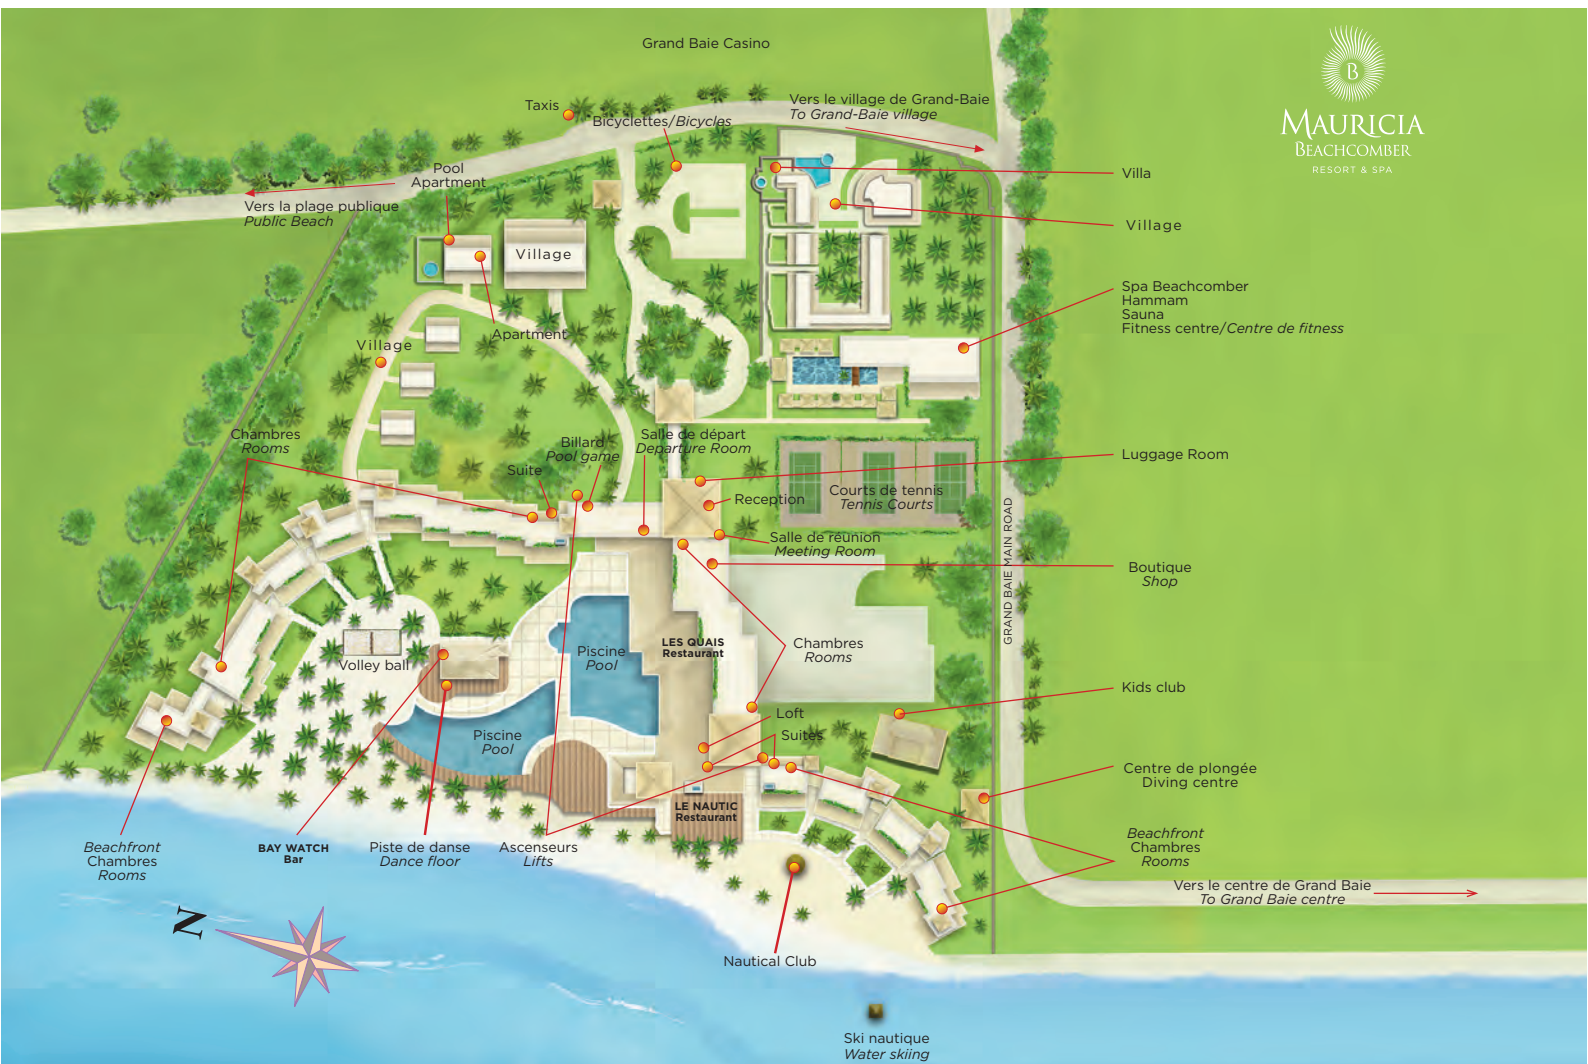 Grand Baie Casino
B
MAURICIA
BEACHCOMBER
RESORT & SPA
Taxis
Bicyclettes/Bicycles
Vers le village de Grand-Baie
To Grand-Baie village
Pool
Apartment
Vers la plage publique
Public Beach
Villa
Village
Village
Spa Beachcomber
Hammam
Sauna
Fitness centre/Centre de fitness
Apartment
Village
Chambres
Rooms
Suite
Billard
Pool game
Salle de départ
Departure Room
Luggage Room
Reception
Courts de tennis
Tennis Courts
Salle de réunion
Meeting Room
GRAND BAIE MAIN ROAD
Boutique
Shop
Piscine
Pool
LES QUAIS
Restaurant
Chambres
Rooms
Volley ball
Kids club
Loft
Suites
Piscine
Pool
Centre de plongée
Diving centre
LE NAUTIC
Restaurant
Beachfront
Chambres
Rooms
BAY WATCH
Bar
Piste de danse
Dance floor
Ascenseurs
Lifts
Beachfront
Chambres
Rooms
Vers le centre de Grand Baie
To Grand Baie centre
N
Nautical Club
Ski nautique
Water skiing